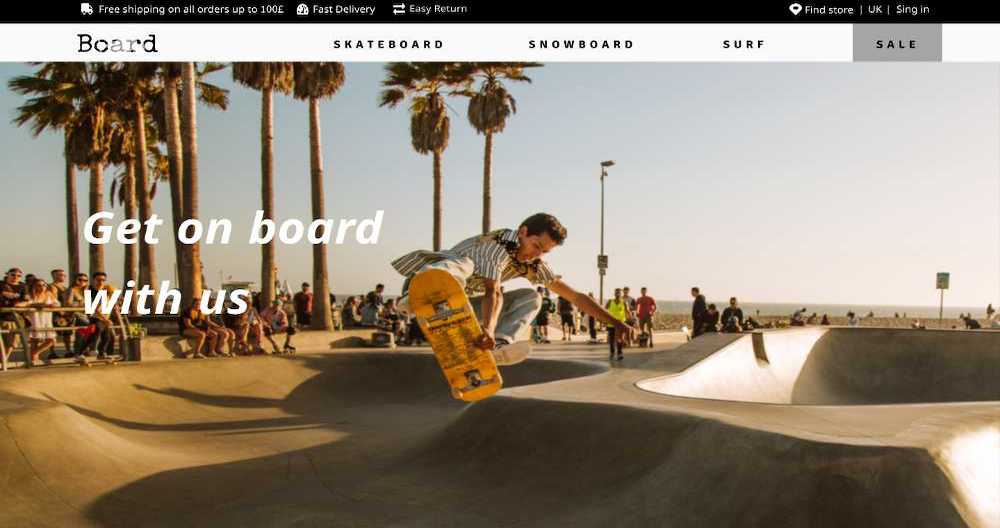 Free shipping on all orders up to 100£ Fast Delivery Easy Return Find store | UK | Sing in
Board SKATEBOARD SNOWBOARD SURF SALE
Get on board
with us